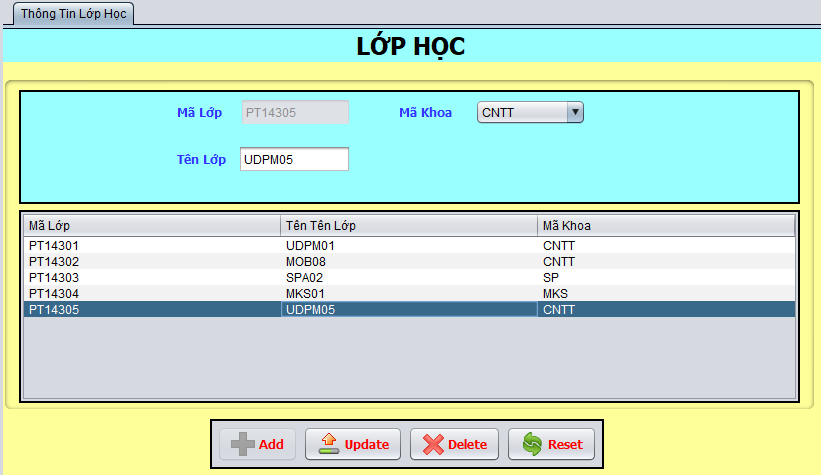 Thông Tin Lớp Học
LỚP HỌC
Mã Lớp PT14305 Mã Khoa CNTT
Tên Lớp UDPM05
Mã Lớp Tên Tên Lớp Mã Khoa
PT14301 UDPM01 CNTT
PT14302 MOB08 CNTT
PT14303 SPA02 SP
PT14304 MKS01 MKS
PT14305 UDPM05 CNTT
Add Update Delete Reset